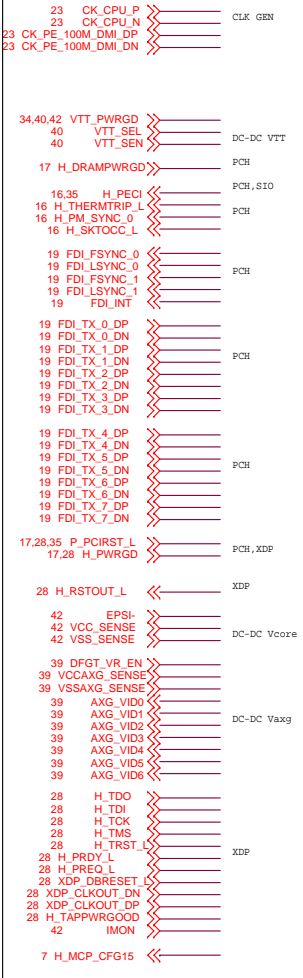 23 CK_CPU_P
23 CK_CPU_N
CLK GEN
23 CK_PE_100M_DMI_DP
23 CK_PE_100M_DMI_DN
34,40,42 VTT_PWRGD
40 VTT_SEL
40 VTT_SEN
DC-DC VTT
17 H_DRAMPWRGD
PCH
16,35 H_PECI
PCH,SIO
16 H_THERMTRIP_L
16 H_PM_SYNC_0
PCH
16 H_SKTOCC_L
19 FDI_FSYNC_0
19 FDI_LSYNC_0
19 FDI_FSYNC_1
PCH
19 FDI_LSYNC_1
19 FDI_INT
19 FDI_TX_0_DP
19 FDI_TX_0_DN
19 FDI_TX_1_DP
19 FDI_TX_1_DN
PCH
19 FDI_TX_2_DP
19 FDI_TX_2_DN
19 FDI_TX_3_DP
19 FDI_TX_3_DN
19 FDI_TX_4_DP
19 FDI_TX_4_DN
19 FDI_TX_5_DP
19 FDI_TX_5_DN
PCH
19 FDI_TX_6_DP
19 FDI_TX_6_DN
19 FDI_TX_7_DP
19 FDI_TX_7_DN
17,28,35 P_PCIRST_L
17,28 H_PWRGD
PCH,XDP
28 H_RSTOUT_L
XDP
42 EPSI-
42 VCC_SENSE
42 VSS_SENSE
DC-DC Vcore
39 DFGT_VR_EN
39 VCCAXG_SENSE
39 VSSAXG_SENSE
39 AXG_VID0
39 AXG_VID1
39 AXG_VID2
DC-DC Vaxg
39 AXG_VID3
39 AXG_VID4
39 AXG_VID5
39 AXG_VID6
28 H_TDO
28 H_TDI
28 H_TCK
28 H_TMS
28 H_TRST_L
XDP
28 H_PRDY_L
28 H_PREQ_L
28 XDP_DBRESET_L
28 XDP_CLKOUT_DN
28 XDP_CLKOUT_DP
28 H_TAPPWRGOOD
42 IMON
7 H_MCP_CFG15